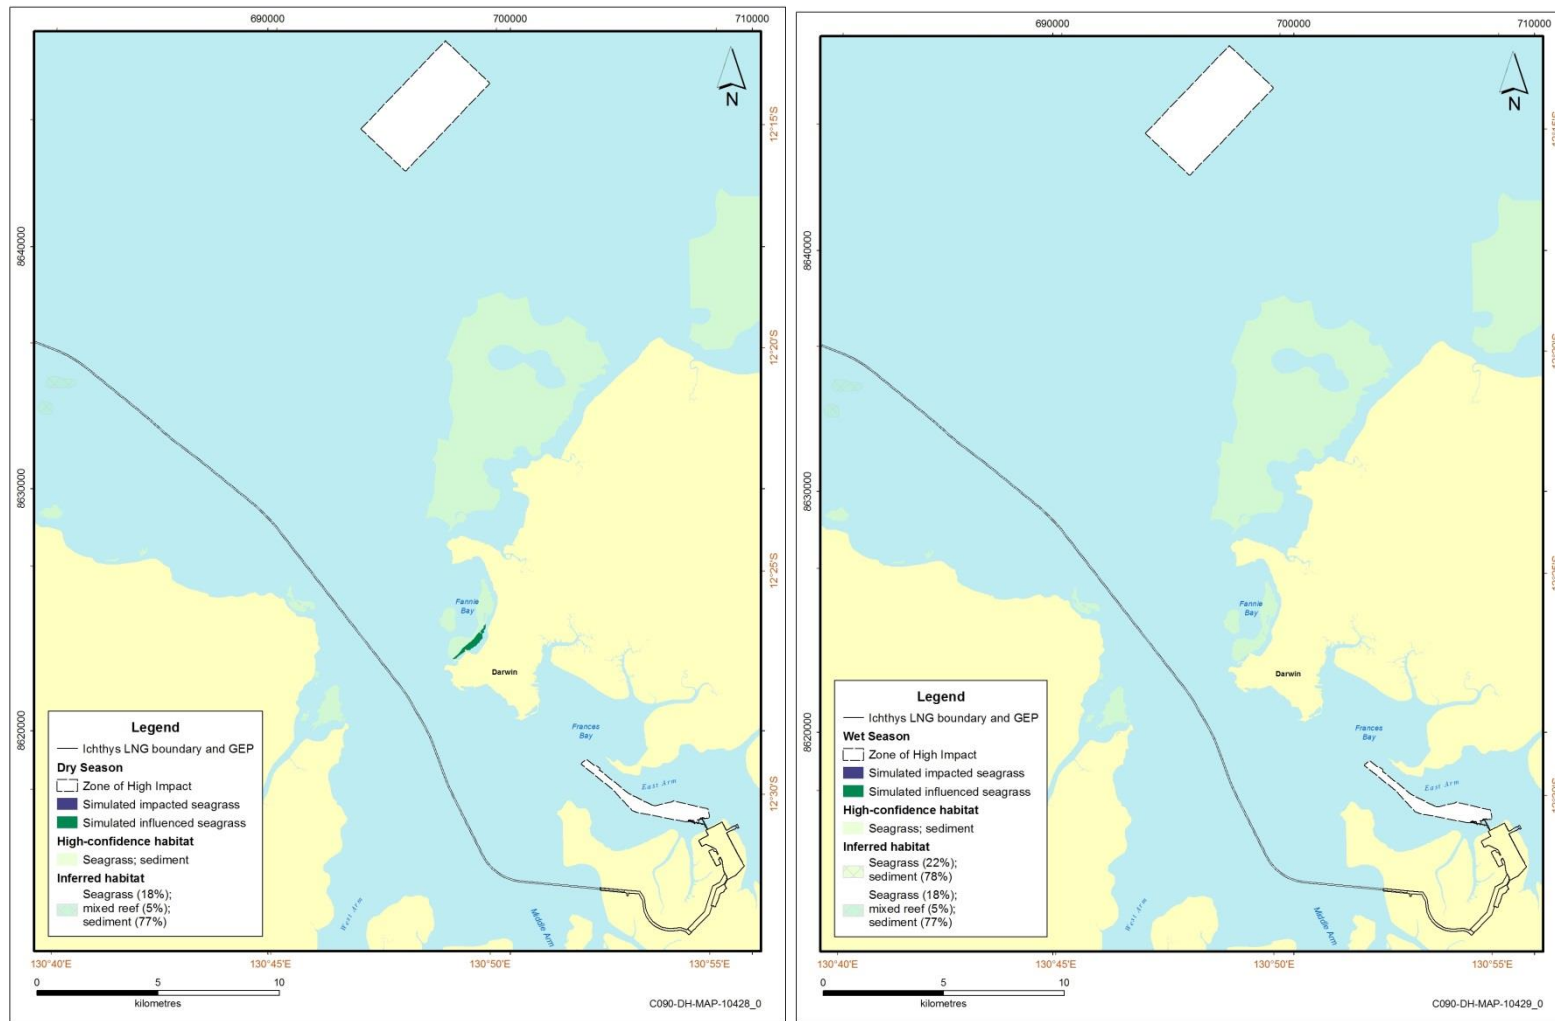 690000
700000
710000
N
12°15'S
8640000
12°20'S
8630000
12°25'S
Fannie
Bay
Darwin
8620000
Frances
Bay
East Arm
12°30'S
West Arm
Middle Arm
Legend
Ichthys LNG boundary and GEP
Dry Season
Zone of High Impact
Simulated impacted seagrass
Simulated influenced seagrass
High-confidence habitat
Seagrass; sediment
Inferred habitat
Seagrass (18%);
mixed reef (5%);
sediment (77%)
130°40'E
130°45'E
130°50'E
130°55'E
0
5
10
kilometres
C090-DH-MAP-10428_0
690000
700000
710000
N
8640000
8630000
Fannie
Bay
Darwin
8620000
Frances
Bay
East Arm
West Arm
Middle Arm
Legend
Ichthys LNG boundary and GEP
Wet Season
Zone of High Impact
Simulated impacted seagrass
Simulated influenced seagrass
High-confidence habitat
Seagrass; sediment
Inferred habitat
Seagrass (22%);
sediment 78%)
Seagrass (18%);
mixed reef (5%);
sediment (77%)
130°40'E
130°45'E
130°50'E
130°55'E
0
5
10
kilometres
C090-DH-MAP-10429_0